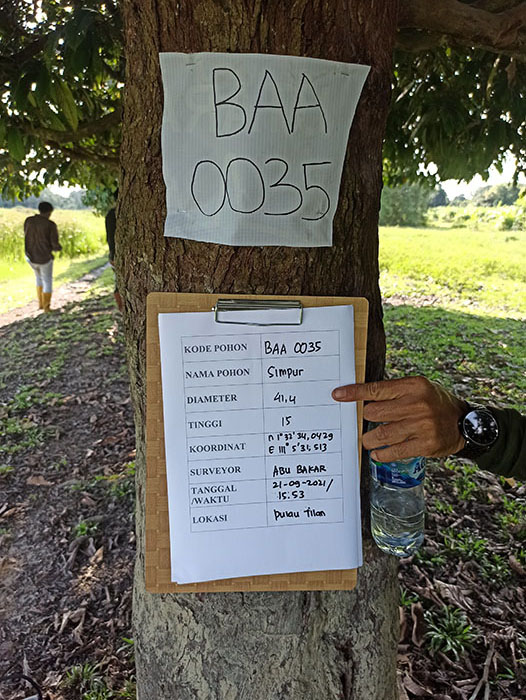 BAA
0035
KODE POHON BAA 0035
NAMA POHON Simpur
DIAMETER 41,4
TINGGI 15
KOORDINAT n 1° 32' 34, 0429
E 111° 5' 31, 513
SURVEYOR ABU BAKAR
TANGGAL 21-09-2021/
/WAKTU 15.53
LOKASI pulau Tilan